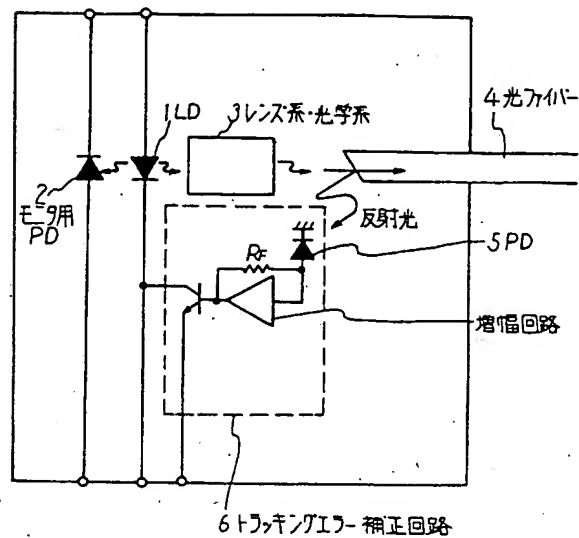 1LD
3レンズ系・光学系
4光ファイバー
2
モニタ用
PD
反射光
5PD
RF
増幅回路
6トラッキングエラー補正回路